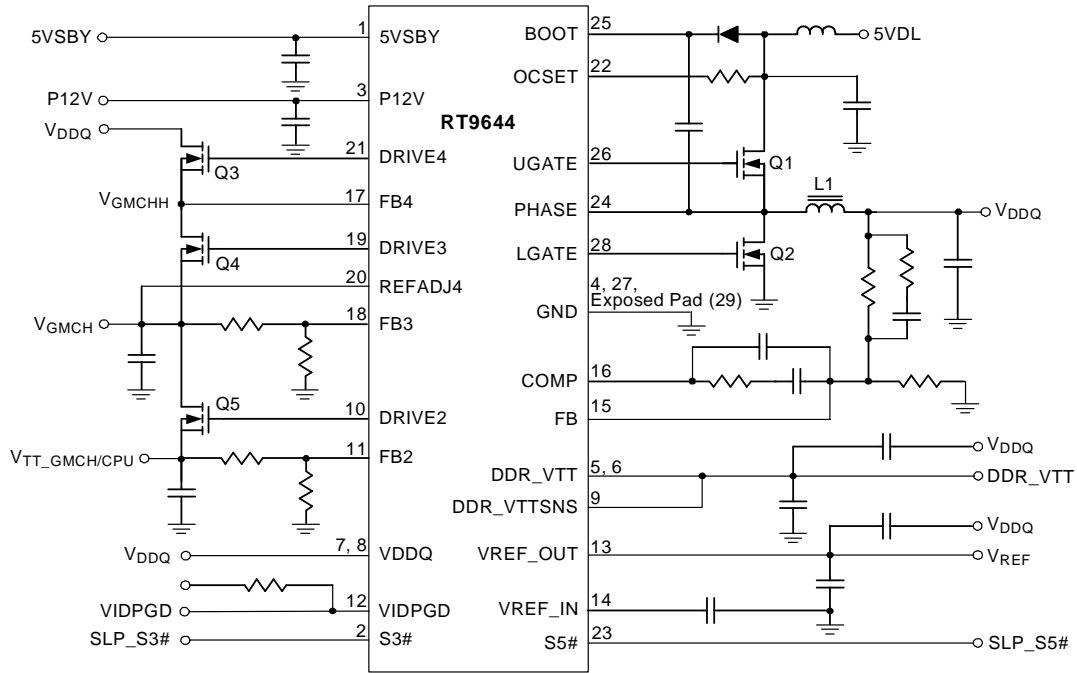 5VSBY
1
5VSBY
P12V
3
P12V
VDDQ
RT9644
21
DRIVE4
Q3
VGMCHH
17
FB4
19
DRIVE3
Q4
20
REFADJ4
VGMCH
18
FB3
Q5
10
DRIVE2
VTT_GMCH/CPU
11
FB2
VDDQ
7, 8
VDDQ
VIDPGD
12
VIDPGD
SLP_S3#
2
S3#
BOOT
25
5VDL
OCSET
22
UGATE
26
Q1
PHASE
24
L1
VDDQ
LGATE
28
Q2
4, 27,
Exposed Pad (29)
GND
COMP
16
FB
15
VDDQ
DDR_VTT
5, 6
DDR_VTT
DDR_VTTSNS
9
VDDQ
VREF_OUT
13
VREF
VREF_IN
14
S5#
23
SLP_S5#